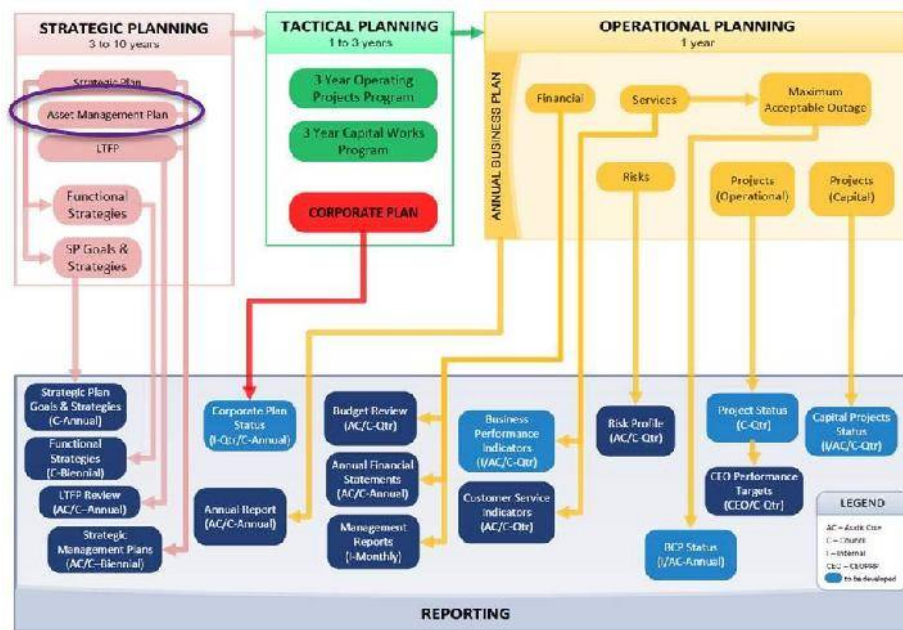 STRATEGIC PLANNING
3 to 10 years
Strategic Plan
Asset Management Plan
LTFP
Functional
Strategies
SP Goals &
Strategies
TACTICAL PLANNING
1 to 3 years
3 Year Operating
Projects Program
3 Year Capital Works
Program
CORPORATE PLAN
OPERATIONAL PLANNING
1 year
ANNUAL BUSINESS PLAN
Financial
Services
Maximum
Acceptable Outage
Risks
Projects
(Operational)
Projects
(Capital)
Strategic Plan
Goals & Strategies
(C-Annual)
Functional
Strategies
(C-Biennial)
LTFP Review
(AC/C-Annual)
Strategic
Management Plans
(AC/C-Biennial)
Corporate Plan
Status
(I-Qtr/C-Annual)
Annual Report
(AC/C-Annual)
Budget Review
(AC/C-Qtr)
Annual Financial
Statements
(AC/C-Annual)
Management
Reports
(I-Monthly)
Business
Performance
Indicators
(I/AC/C-Qtr)
Customer Service
Indicators
(AC/C-Qtr)
Risk Profile
(AC/C-Qtr)
Project Status
(C-Qtr)
CEO Performance
Targets
(CEO/C-Qtr)
BCP Status
(I/AC-Annual)
Capital Projects
Status
(I/AC/C-Qtr)
LEGEND
AC – Audit Cttee
C – Council
I – Internal
CEO – CEOPRP
to be developed
REPORTING